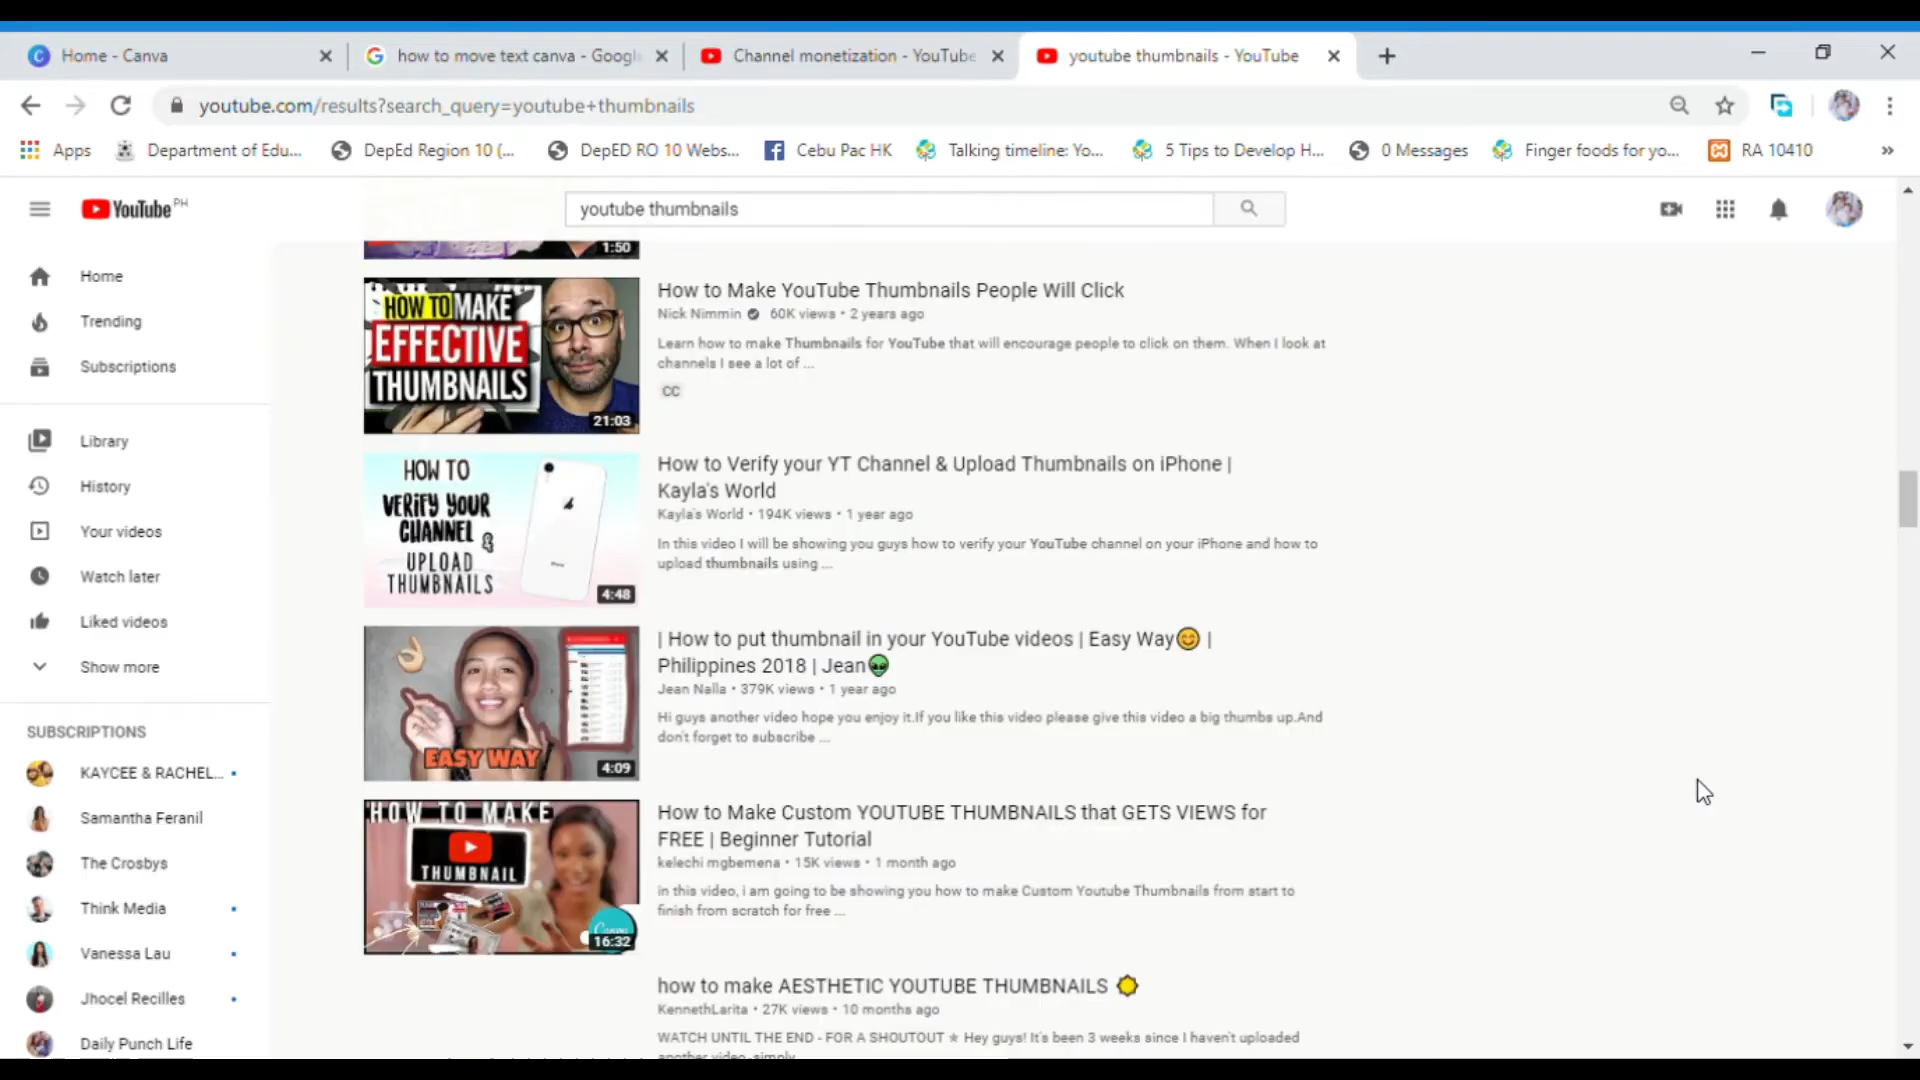 Home - Canva
how to move text canva - Googl
Channel monetization - YouTube
youtube thumbnails - YouTube
youtube.com/results?search_query=youtube+thumbnails
Apps
Department of Edu...
DepEd Region 10 (...
DepED RO 10 Webs...
Cebu Pac HK
Talking timeline: Yo...
5 Tips to Develop H...
0 Messages
Finger foods for yo...
RA 10410
»
YouTube PH
youtube thumbnails
Home
Trending
Subscriptions
Library
History
Your videos
Watch later
Liked videos
Show more
SUBSCRIPTIONS
KAYCEE & RACHEL...
Samantha Feranil
The Crosbys
Think Media
Vanessa Lau
Jhocel Recilles
Daily Punch Life
1:50
HOW TO MAKE
EFFECTIVE
THUMBNAILS
21:03
How to Make YouTube Thumbnails People Will Click
Nick Nimmin 60K views • 2 years ago
Learn how to make Thumbnails for YouTube that will encourage people to click on them. When I look at
channels I see a lot of ...
CC
HOW TO
VERIFY YOUR
CHANNEL &
UPLOAD
THUMBNAILS
4:48
How to Verify your YT Channel & Upload Thumbnails on iPhone |
Kayla's World
Kayla's World • 194K views • 1 year ago
In this video I will be showing you guys how to verify your YouTube channel on your iPhone and how to
upload thumbnails using ...
EASY WAY
4:09
| How to put thumbnail in your YouTube videos | Easy Way😊 |
Philippines 2018 | Jean👽
Jean Nalla • 379K views • 1 year ago
Hi guys another video hope you enjoy it.If you like this video please give this video a big thumbs up.And
don't forget to subscribe ...
HOW TO MAKE
THUMBNAIL
16:32
How to Make Custom YOUTUBE THUMBNAILS that GETS VIEWS for
FREE | Beginner Tutorial
kelechi mgbemena • 15K views • 1 month ago
in this video, i am going to be showing you how to make Custom Youtube Thumbnails from start to
finish from scratch for free ...
how to make AESTHETIC YOUTUBE THUMBNAILS
KennethLarita • 27K views • 10 months ago
WATCH UNTIL THE END - FOR A SHOUTOUT ★ Hey guys! It's been 3 weeks since I haven't uploaded
another video, simply